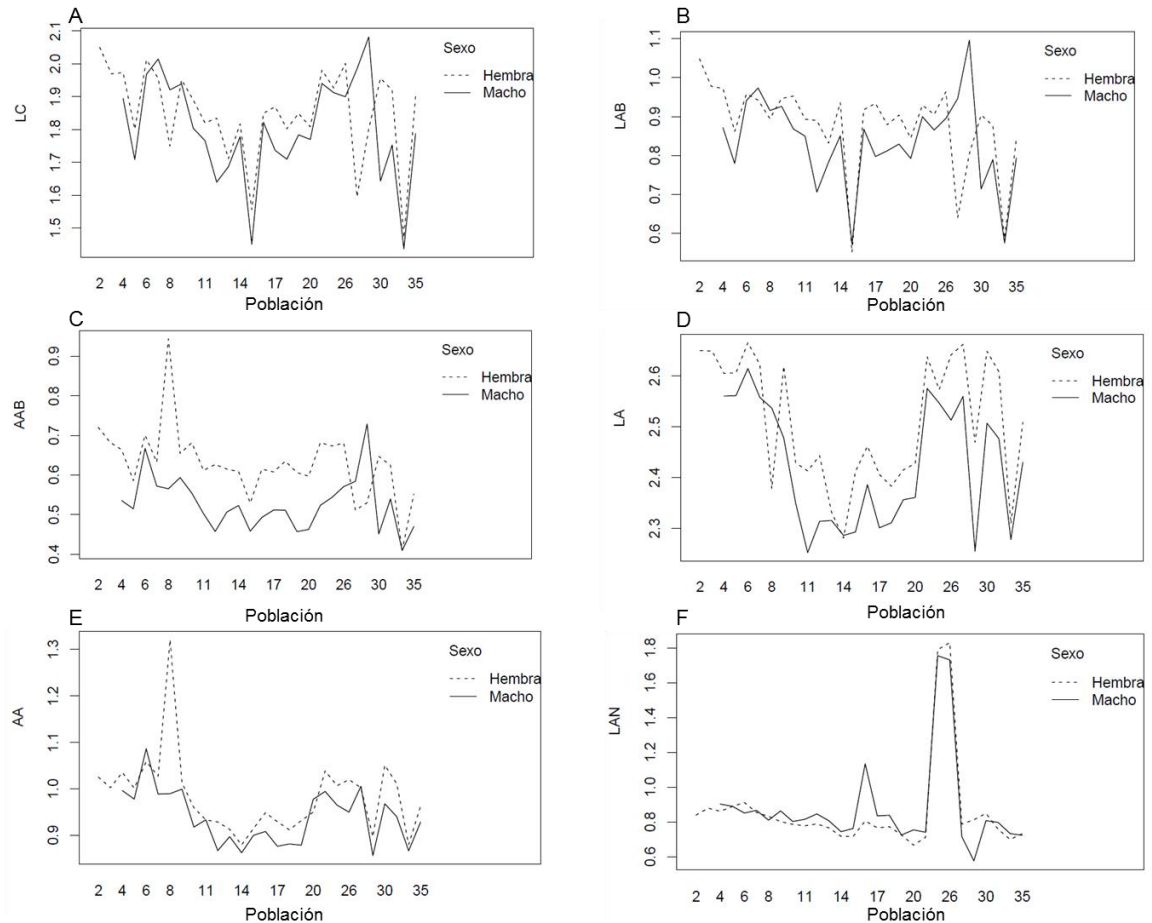 A
LC
2.1
2.0
1.9
1.8
1.7
1.6
1.5
Sexo
Hembra
Macho
2 4 6 8 11 14 17 20 26 30 35
Población
B
LAB
1.1
1.0
0.9
0.8
0.7
0.6
Sexo
Hembra
Macho
2 4 6 8 11 14 17 20 26 30 35
Población
C
AAB
0.9
0.8
0.7
0.6
0.5
0.4
Sexo
Hembra
Macho
2 4 6 8 11 14 17 20 26 30 35
Población
D
LA
2.6
2.5
2.4
2.3
Sexo
Hembra
Macho
2 4 6 8 11 14 17 20 26 30 35
Población
E
AA
1.3
1.2
1.1
1.0
0.9
Sexo
Hembra
Macho
2 4 6 8 11 14 17 20 26 30 35
Población
F
LAN
1.8
1.6
1.4
1.2
1.0
0.8
0.6
Sexo
Hembra
Macho
2 4 6 8 11 14 17 20 26 30 35
Población